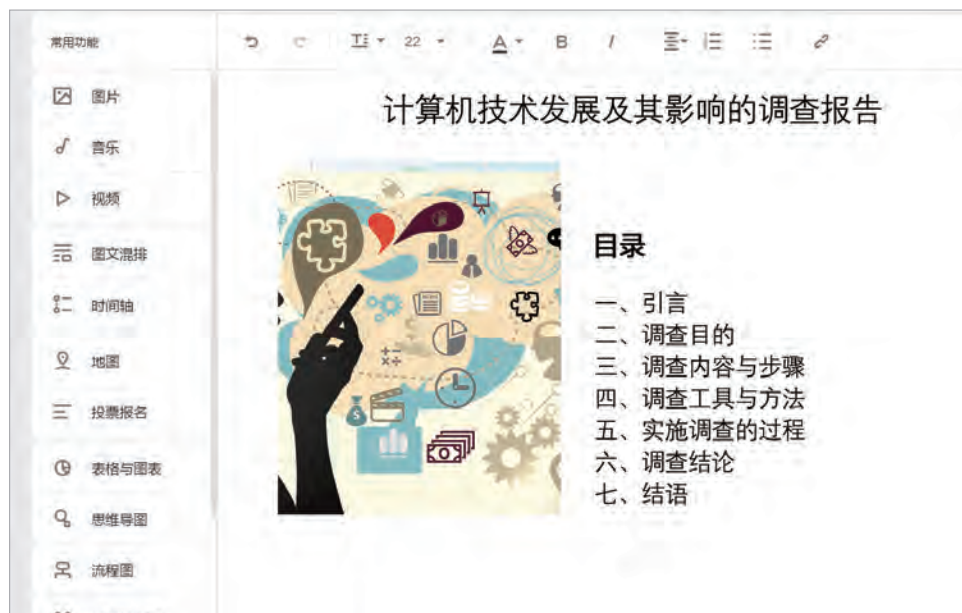 常用功能
22
A
B
I
图片
音乐
视频
图文混排
时间轴
地图
投票报名
表格与图表
思维导图
流程图
计算机技术发展及其影响的调查报告
目录
一、引言
二、调查目的
三、调查内容与步骤
四、调查工具与方法
五、实施调查的过程
六、调查结论
七、结语